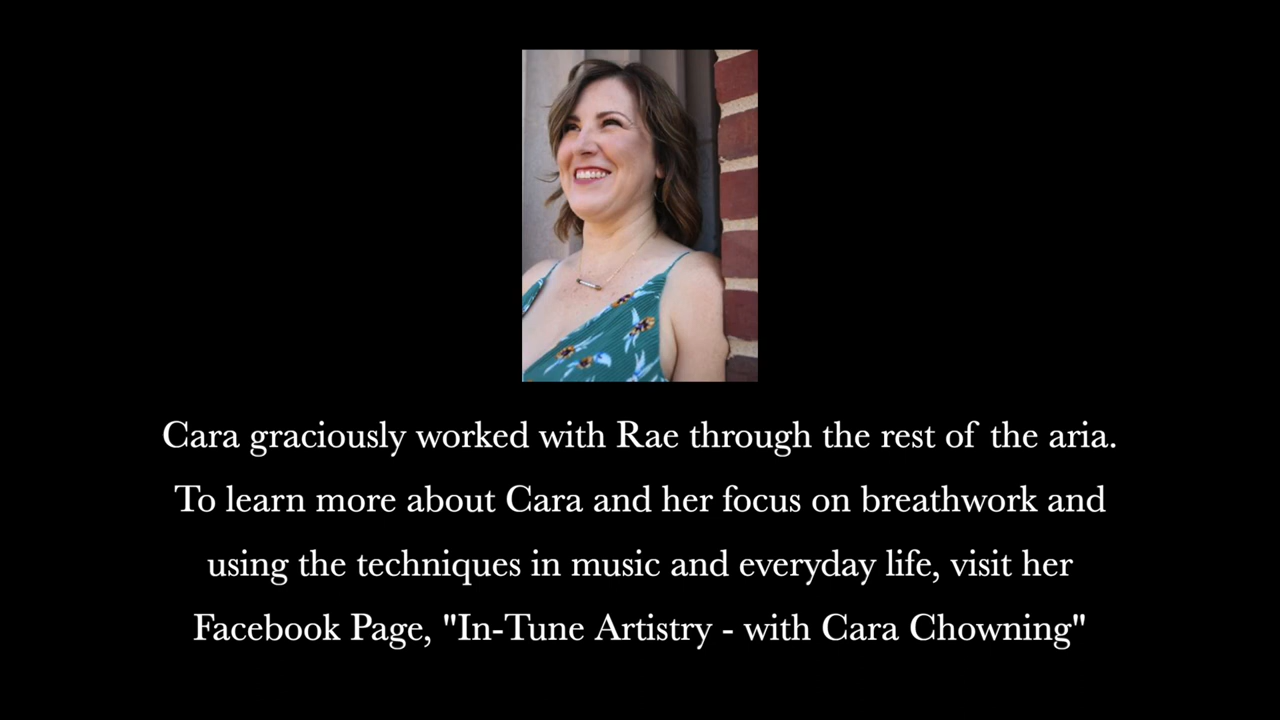 Cara graciously worked with Rae through the rest of the aria.
To learn more about Cara and her focus on breathwork and
using the techniques in music and everyday life, visit her
Facebook Page, "In-Tune Artistry - with Cara Chowning"